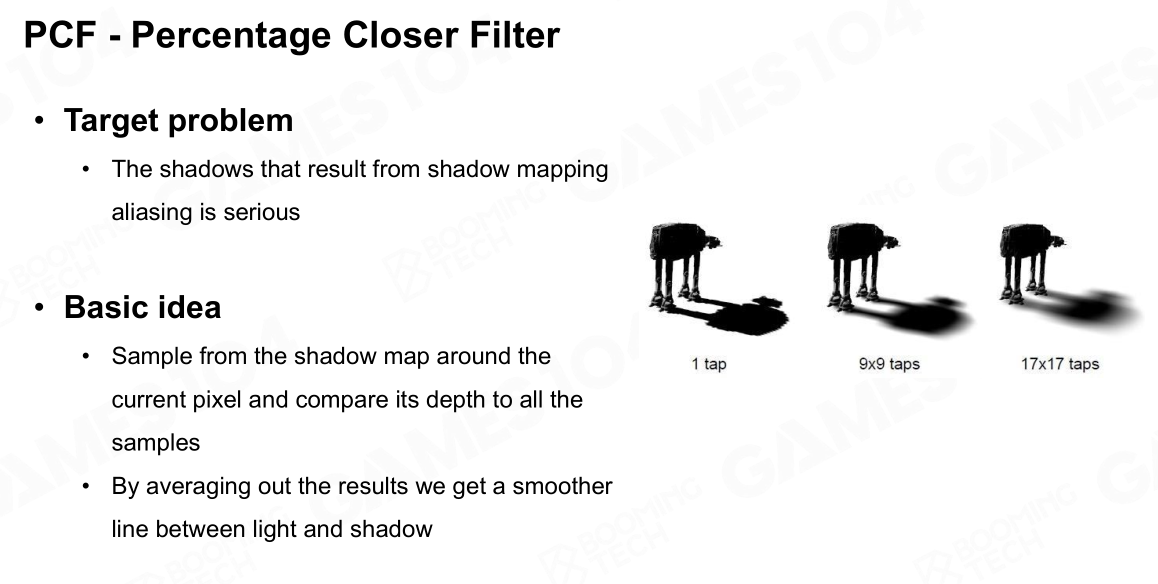 PCF - Percentage Closer Filter
• Target problem
• The shadows that result from shadow mapping
aliasing is serious
• Basic idea
• Sample from the shadow map around the
current pixel and compare its depth to all the
samples
• By averaging out the results we get a smoother
line between light and shadow
1 tap
9x9 taps
17x17 taps
GAMES104
BOOMING
TECH